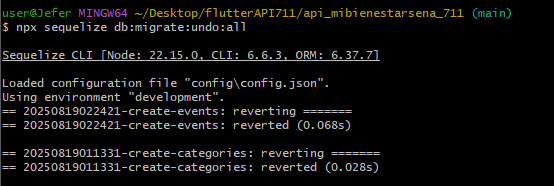 user@Jefer MINGW64 ~/Desktop/flutterAPI711/api_mibienestarsena_711 (main)
$ npx sequelize db:migrate:undo:all
Sequelize CLI [Node: 22.15.0, CLI: 6.6.3, ORM: 6.37.7]
Loaded configuration file "config\config.json".
Using environment "development".
== 20250819022421-create-events: reverting =======
== 20250819022421-create-events: reverted (0.068s)
== 20250819011331-create-categories: reverting =======
== 20250819011331-create-categories: reverted (0.028s)